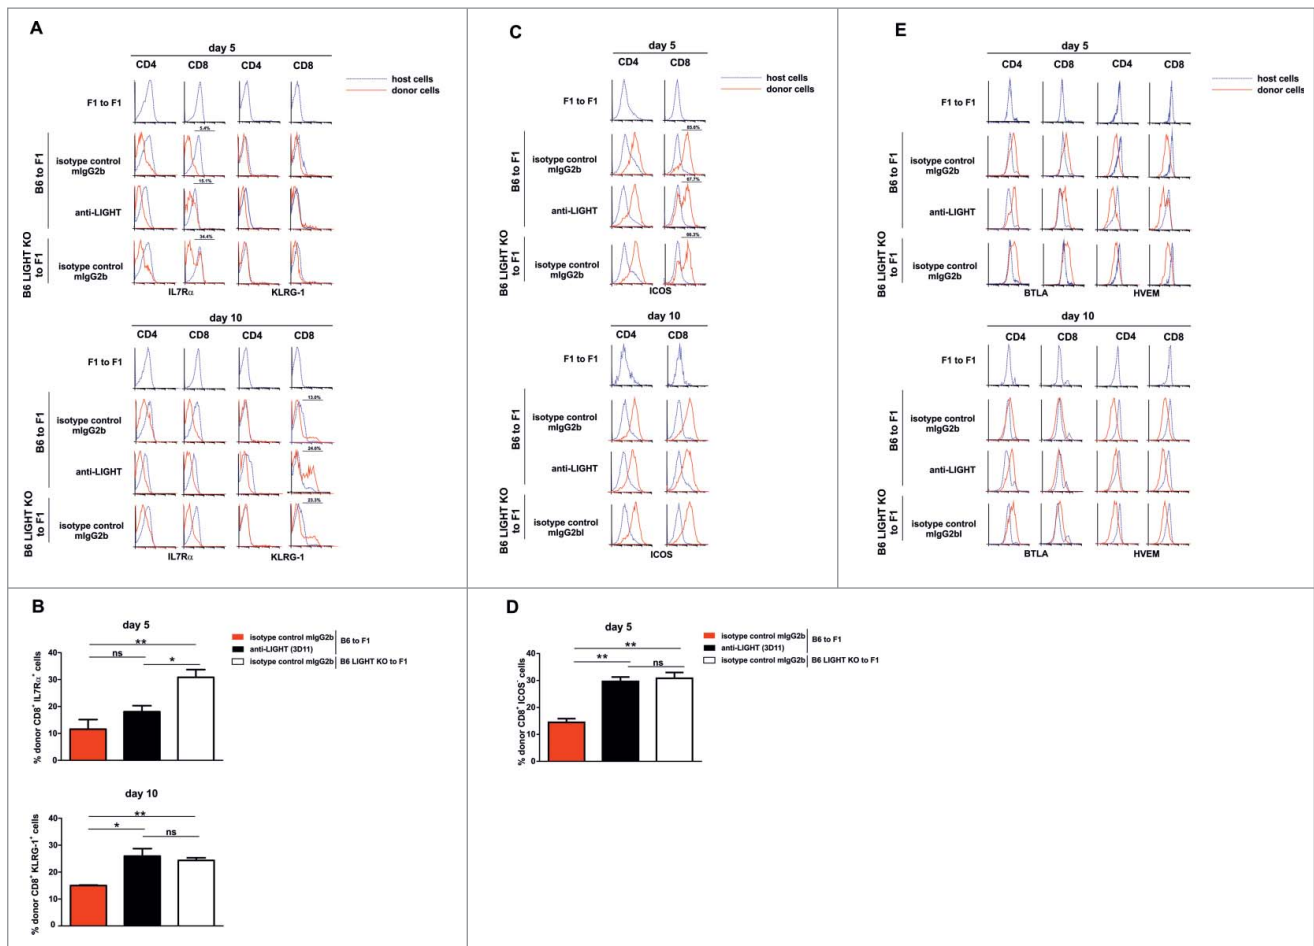 A
day 5
CD4 CD8 CD4 CD8
host cells
donor cells
F1 to F1
5.4%
B6 to F1
isotype control
mIgG2b
15.1%
anti-LIGHT
34.4%
B6 LIGHT KO
to F1
isotype control
mIgG2b
IL7Rα KLRG-1
day 10
CD4 CD8 CD4 CD8
F1 to F1
B6 to F1
isotype control
mIgG2b
anti-LIGHT
B6 LIGHT KO
to F1
isotype control
mIgG2b
IL7Rα KLRG-1
C
day 5
CD4 CD8
host cells
donor cells
F1 to F1
B6 to F1
isotype control
mIgG2b
anti-LIGHT
B6 LIGHT KO
to F1
isotype control
mIgG2b
ICOS
day 10
CD4 CD8
F1 to F1
B6 to F1
isotype control
mIgG2b
anti-LIGHT
B6 LIGHT KO
to F1
isotype control
mIgG2bI
ICOS
E
day 5
CD4 CD8 CD4 CD8
host cells
donor cells
F1 to F1
B6 to F1
isotype control
mIgG2b
anti-LIGHT
B6 LIGHT KO
to F1
isotype control
mIgG2b
BTLA HVEM
day 10
CD4 CD8 CD4 CD8
F1 to F1
B6 to F1
isotype control
mIgG2b
anti-LIGHT
B6 LIGHT KO
to F1
isotype control
mIgG2bI
BTLA HVEM
B
day 5
isotype control mIgG2b
anti-LIGHT (3D11)
B6 to F1
isotype control mIgG2b
B6 LIGHT KO to F1
**
ns
*
% donor CD8⁺ IL7Rα⁺ cells
40
30
20
10
0
day 10
**
*
ns
% donor CD8⁺ KLRG-1⁺ cells
40
30
20
10
0
D
day 5
isotype control mIgG2b
anti-LIGHT (3D11)
B6 to F1
isotype control mIgG2b
B6 LIGHT KO to F1
**
**
ns
% donor CD8⁺ ICOS⁻ cells
40
30
20
10
0